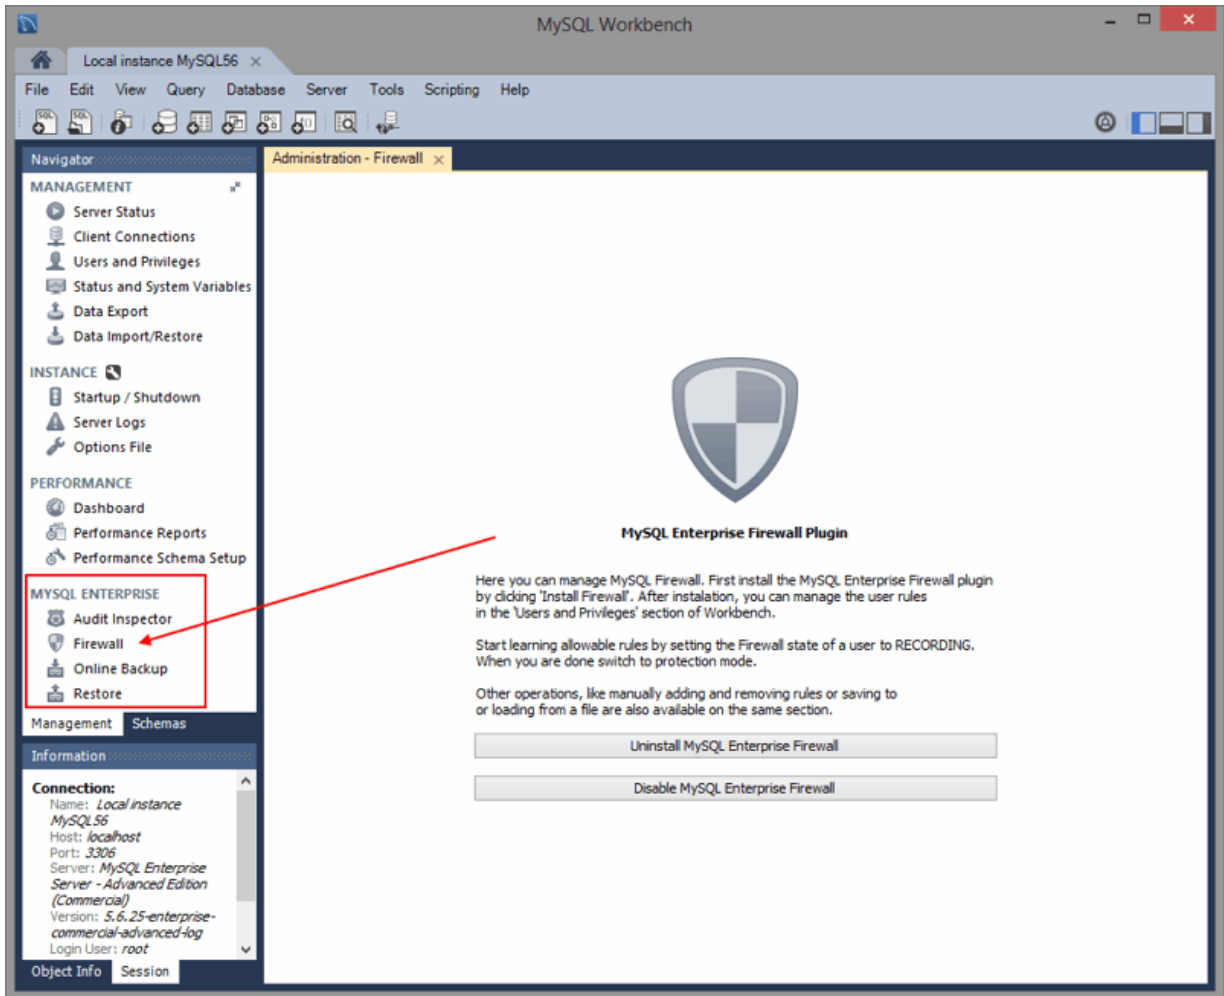 MySQL Workbench
Local instance MySQL56
File Edit View Query Database Server Tools Scripting Help
Navigator
MANAGEMENT
Server Status
Client Connections
Users and Privileges
Status and System Variables
Data Export
Data Import/Restore
INSTANCE
Startup / Shutdown
Server Logs
Options File
PERFORMANCE
Dashboard
Performance Reports
Performance Schema Setup
MYSQL ENTERPRISE
Audit Inspector
Firewall
Online Backup
Restore
Management Schemas
Information
Connection:
Name: Local instance
MySQL56
Host: localhost
Port: 3306
Server: MySQL Enterprise
Server - Advanced Edition
(Commercial)
Version: 5.6.25-enterprise-
commercial-advanced-log
Login User: root
Object Info Session
Administration - Firewall
MySQL Enterprise Firewall Plugin
Here you can manage MySQL Firewall. First install the MySQL Enterprise Firewall plugin
by clicking 'Install Firewall'. After instalation, you can manage the user rules
in the 'Users and Privileges' section of Workbench.
Start learning allowable rules by setting the Firewall state of a user to RECORDING.
When you are done switch to protection mode.
Other operations, like manually adding and removing rules or saving to
or loading from a file are also available on the same section.
Uninstall MySQL Enterprise Firewall
Disable MySQL Enterprise Firewall